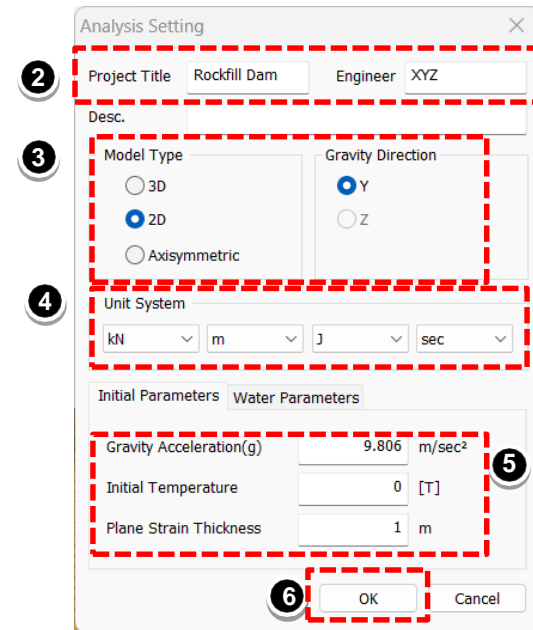 Analysis Setting
2 Project Title Rockfill Dam Engineer XYZ
Desc.
3 Model Type Gravity Direction
3D Y
2D Z
Axisymmetric
4 Unit System
kN m J sec
Initial Parameters Water Parameters
Gravity Acceleration(g) 9.806 m/sec² 5
Initial Temperature 0 [T]
Plane Strain Thickness 1 m
6 OK Cancel